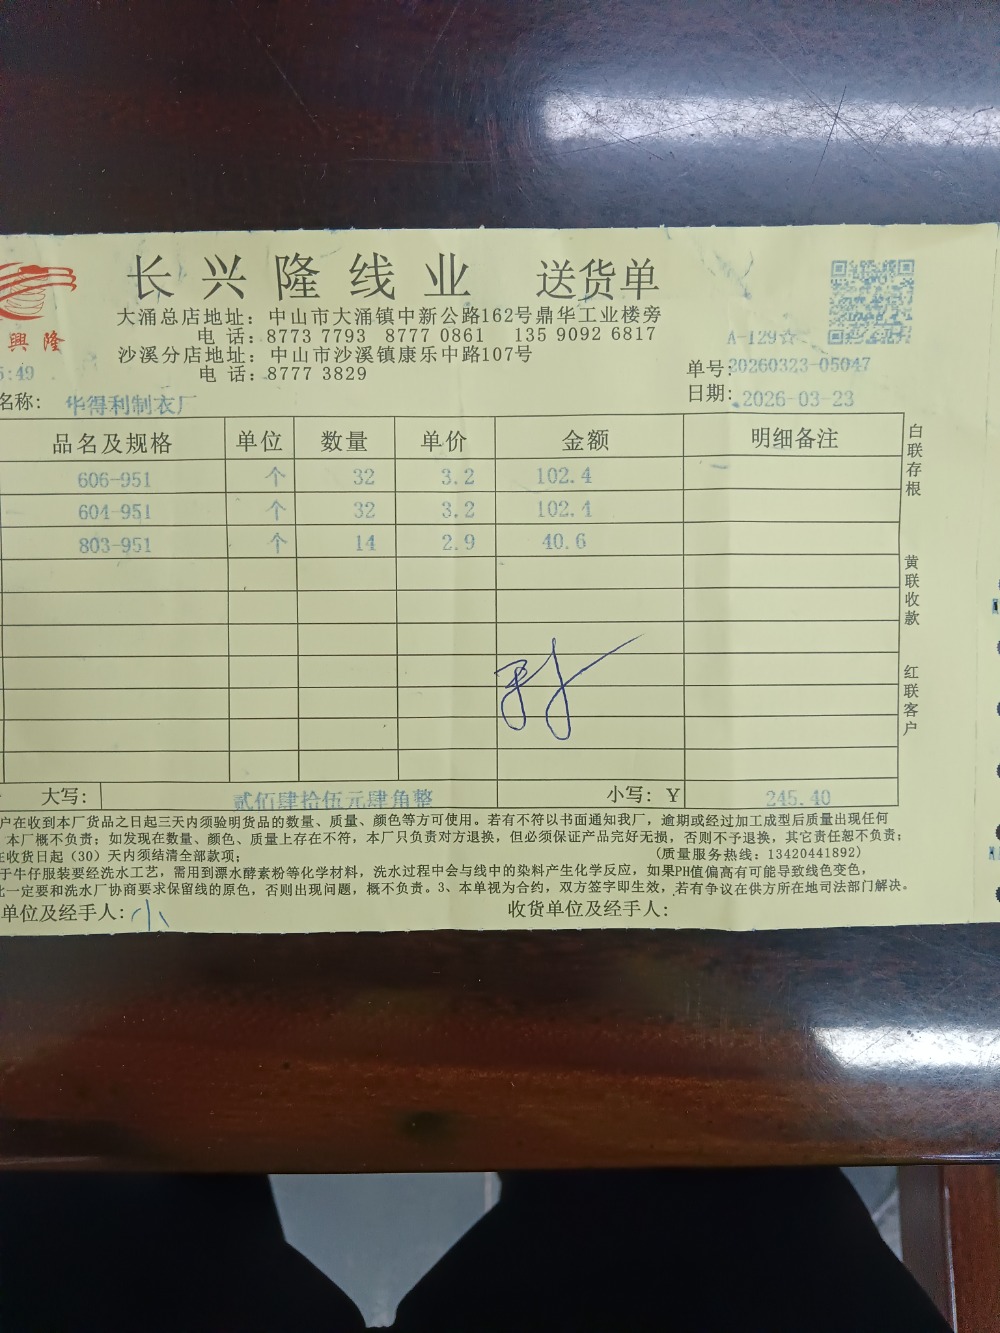 长兴隆线业 送货单
興隆
大涌总店地址：中山市大涌镇中新公路162号鼎华工业楼旁
电 话：8773 7793 8777 0861 135 9092 6817
A-129
沙溪分店地址：中山市沙溪镇康乐中路107号
电 话：8777 3829
5:49
单号：20260323-05047
名称： 华得利制衣厂
日期：2026-03-23
品名及规格 单位 数量 单价 金额 明细备注
606-951 个 32 3.2 102.4
604-951 个 32 3.2 102.4
803-951 个 14 2.9 40.6
白联存根
黄联收款
红联客户
大写： 贰佰肆拾伍元肆角整 小写：Y 245.40
户在收到本厂货品之日起三天内须验明货品的数量、质量、颜色等方可使用。若有不符以书面通知我厂，逾期或经过加工成型后质量出现任何
本厂概不负责；如发现在数量、颜色、质量上存在不符，本厂只负责对方退换，但必须保证产品完好无损，否则不予退换，其它责任恕不负责；
在收货日起（30）天内须结清全部款项； （质量服务热线：13420441892）
于牛仔服装要经洗水工艺，需用到漂水酵素粉等化学材料，洗水过程中会与线中的染料产生化学反应，如果PH值偏高有可能导致线色变色，
一定要和洗水厂协商要求保留线的原色，否则出现问题，概不负责。3、本单视为合约，双方签字即生效，若有争议在供方所在地司法部门解决。
单位及经手人：小 收货单位及经手人：